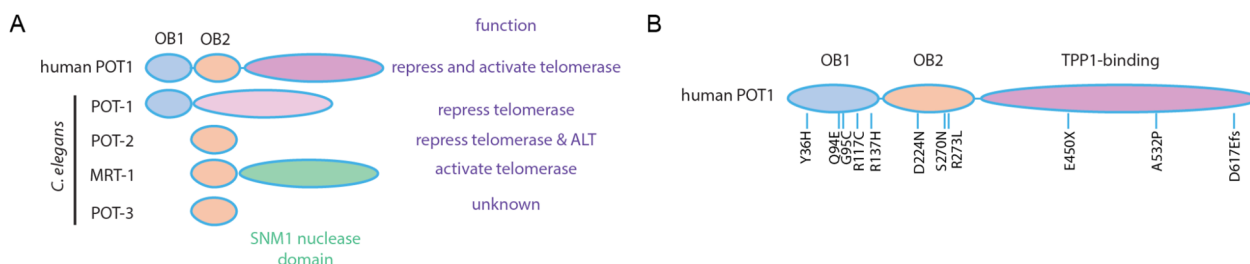 A
function
OB1 OB2
human POT1 repress and activate telomerase
C. elegans
POT-1 repress telomerase
POT-2 repress telomerase & ALT
MRT-1 activate telomerase
POT-3 unknown
SNM1 nuclease
domain
B
OB1 OB2 TPP1-binding
human POT1
Y36H
Q94E
G95C
R117C
R137H
D224N
S270N
R273L
E450X
A532P
D617Efs